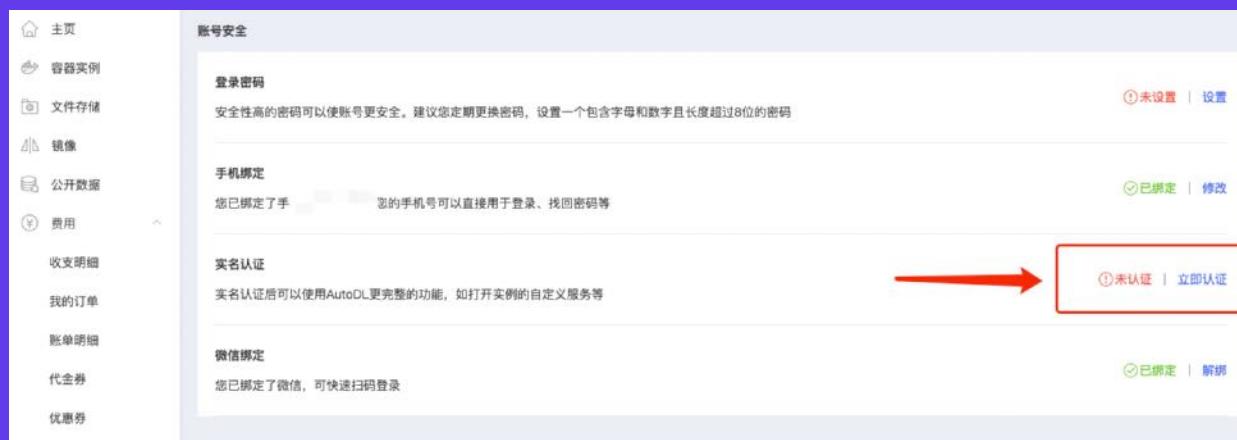 主页
容器实例
文件存储
镜像
公开数据
费用
收支明细
我的订单
账单明细
代金券
优惠券
账号安全
登录密码
安全性高的密码可以使账号更安全。建议您定期更换密码，设置一个包含字母和数字且长度超过8位的密码
未设置 | 设置
手机绑定
您已绑定了手 您的手机号可以直接用于登录、找回密码等
已绑定 | 修改
实名认证
实名认证后可以使用AutoDL更完整的功能，如打开实例的自定义服务等
未认证 | 立即认证
微信绑定
您已绑定了微信，可快速扫码登录
已绑定 | 解绑